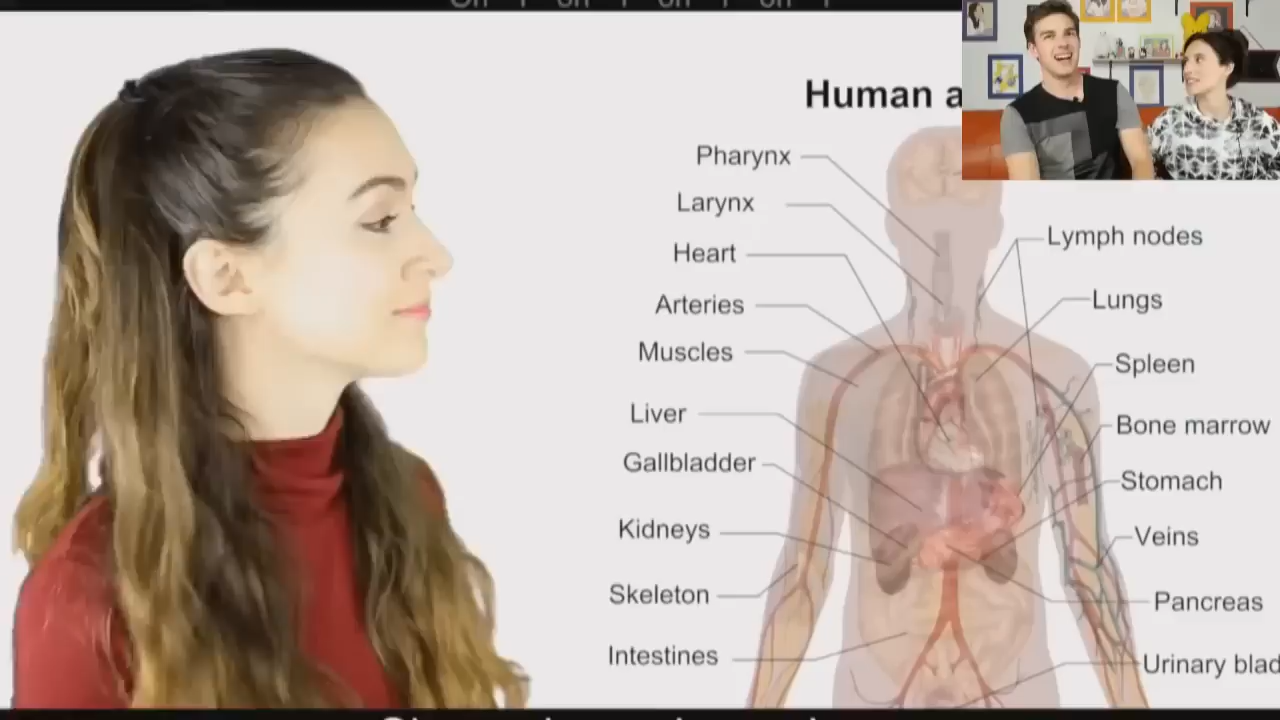 Human a
Pharynx
Larynx
Heart
Arteries
Muscles
Liver
Gallbladder
Kidneys
Skeleton
Intestines
Lymph nodes
Lungs
Spleen
Bone marrow
Stomach
Veins
Pancreas
Urinary blad